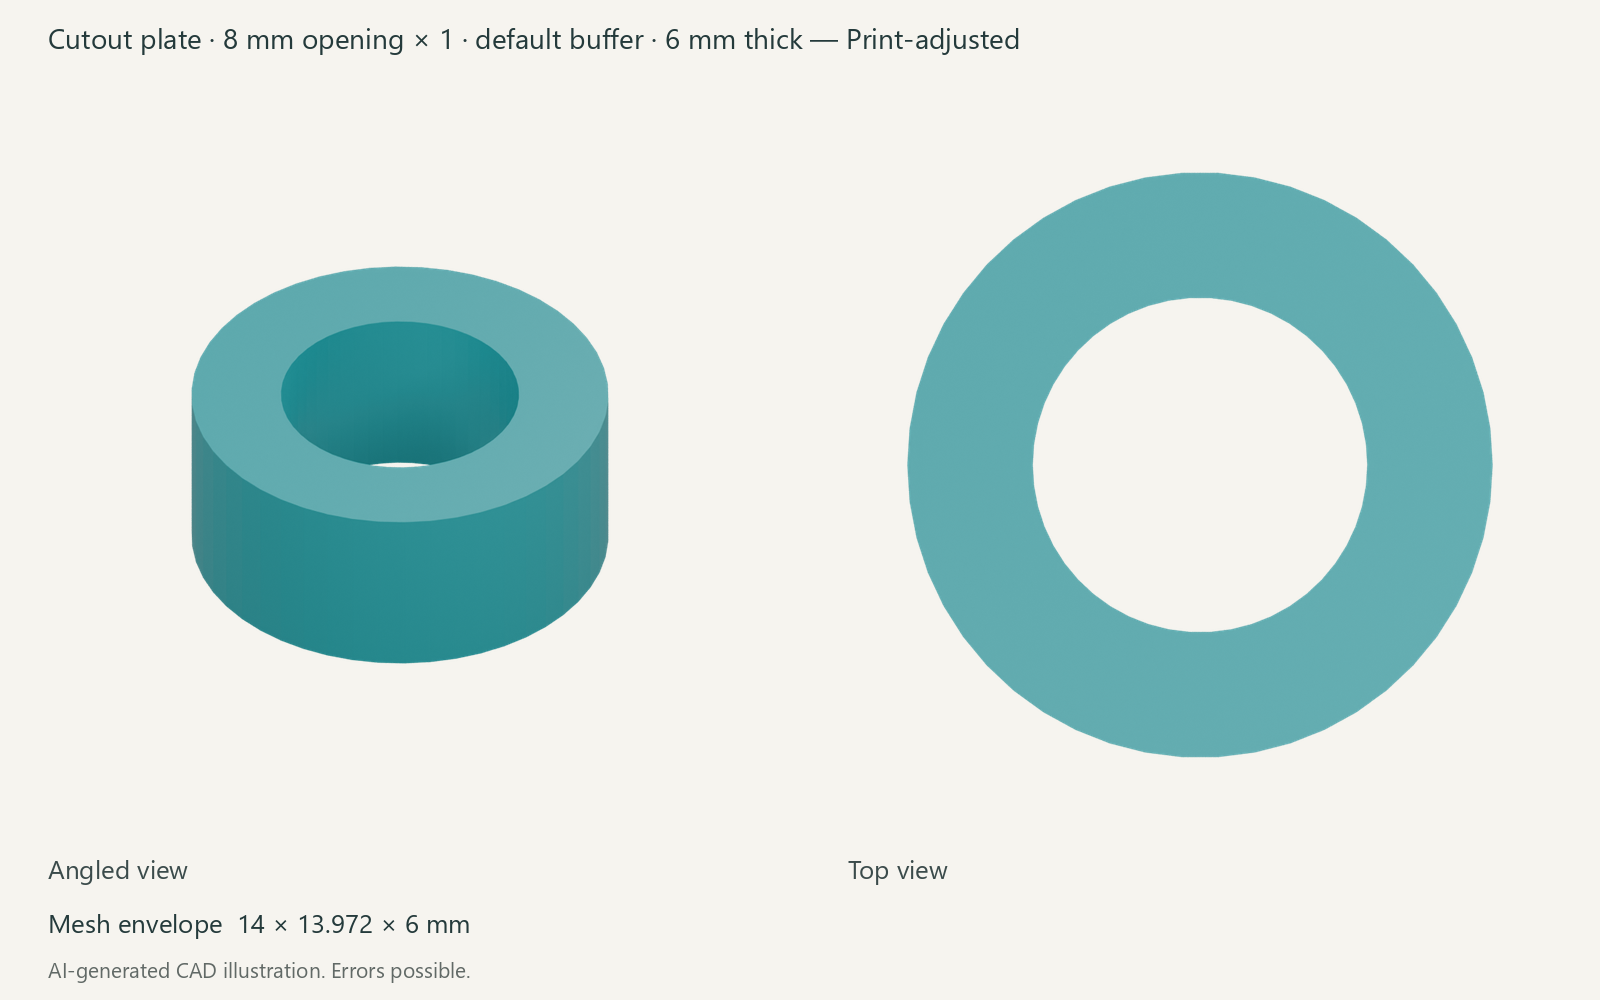 Cutout plate · 8 mm opening × 1 · default buffer · 6 mm thick — Print-adjusted
Angled view
Top view
Mesh envelope 14 × 13.972 × 6 mm
AI-generated CAD illustration. Errors possible.